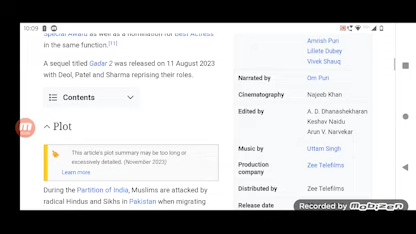 10:09
Special Award as well as a nomination for Best Actress
in the same function.[11]
A sequel titled Gadar 2 was released on 11 August 2023
with Deol, Patel and Sharma reprising their roles.
Contents
Plot
This article's plot summary may be too long or
excessively detailed. (November 2023)
Learn more
During the Partition of India, Muslims are attacked by
radical Hindus and Sikhs in Pakistan when migrating
Amrish Puri
Lillete Dubey
Vivek Shauq
Narrated by Om Puri
Cinematography Najeeb Khan
Edited by A. D. Dhanashekharan
Keshav Naidu
Arun V. Narvekar
Music by Uttam Singh
Production Zee Telefilms
company
Distributed by Zee Telefilms
Release date
Recorded by Mobizen